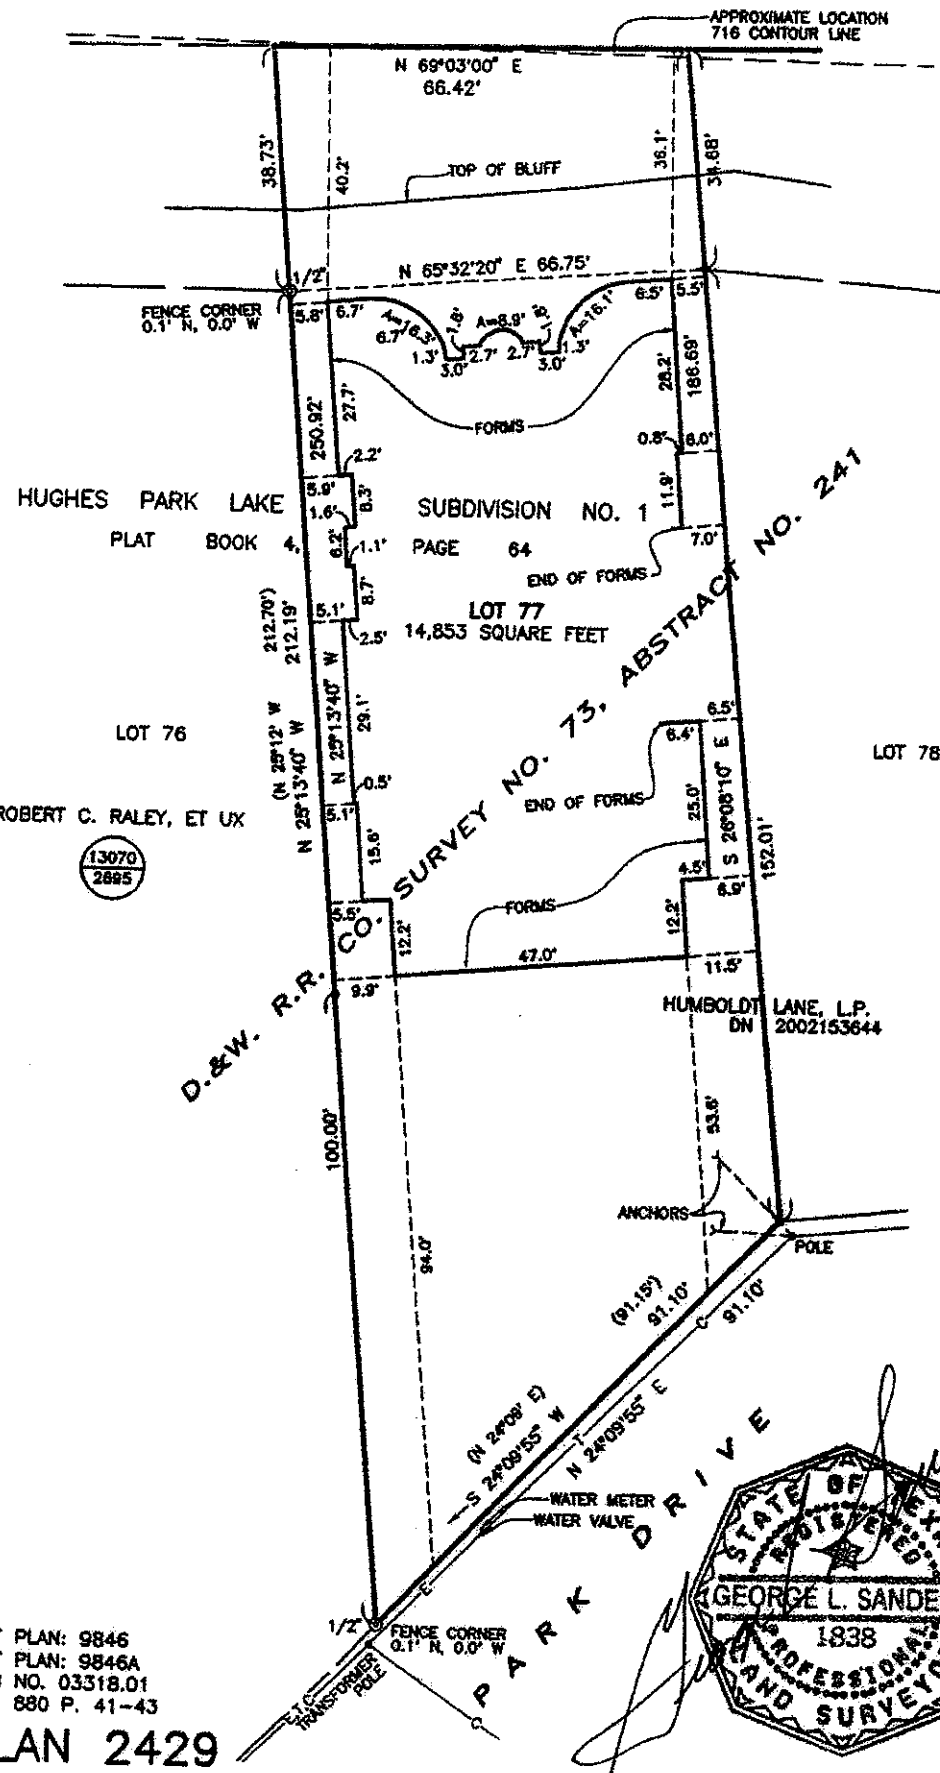 APPROXIMATE LOCATION
716 CONTOUR LINE
N 69°03'00" E
66.42'
38.73'
40.2'
36.1'
34.68'
TOP OF BLUFF
1/2"
N 65°32'20" E 66.75'
FENCE CORNER
0.1' N, 0.0' W
5.8'
6.7'
A=16.3'
6.7'
1.8'
A=8.9'
A=16.1'
6.5'
5.5'
1.3'
3.0'
2.7'
2.7'
3.0'
1.3'
250.92'
27.7'
28.2'
186.69'
FORMS
2.2'
0.8'
6.0'
5.9'
8.3'
11.9'
HUGHES PARK LAKE
SUBDIVISION NO. 1
1.6'
6.2'
1.1'
7.0'
PLAT BOOK 4,
PAGE 64
END OF FORMS
8.7'
5.1'
2.5'
LOT 77
14,853 SQUARE FEET
212.70')
212.19'
(N 25°12' W
N 25°13'40" W
N 25°13'40" W
29.1'
D.&W. R.R. CO. SURVEY NO. 73, ABSTRACT NO. 241
LOT 76
LOT 78
6.5'
6.4'
0.5'
5.1'
END OF FORMS
25.0'
S 26°08'10" E
152.01'
ROBERT C. RALEY, ET UX
13070
2695
15.6'
4.5'
6.9'
5.5'
12.2'
FORMS
12.2'
47.0'
9.9'
11.5'
HUMBOLDT LANE, L.P.
DN 2002153644
100.00'
94.0'
53.6'
ANCHORS
POLE
(91.15')
91.10'
91.10'
C
(N 24°09' E)
S 24°09'55" W
N 24°09'55" E
T
WATER METER
WATER VALVE
E
PARK DRIVE
1/2"
FENCE CORNER
0.1' N, 0.0' W
E,T,C
TRANSFORMER
POLE
C
PLAN: 9846
PLAN: 9846A
NO. 03318.01
880 P. 41-43
LAN 2429
STATE OF
REGISTERED
GEORGE L. SANDE
1838
PROFESSIONAL
LAND SURVEYO